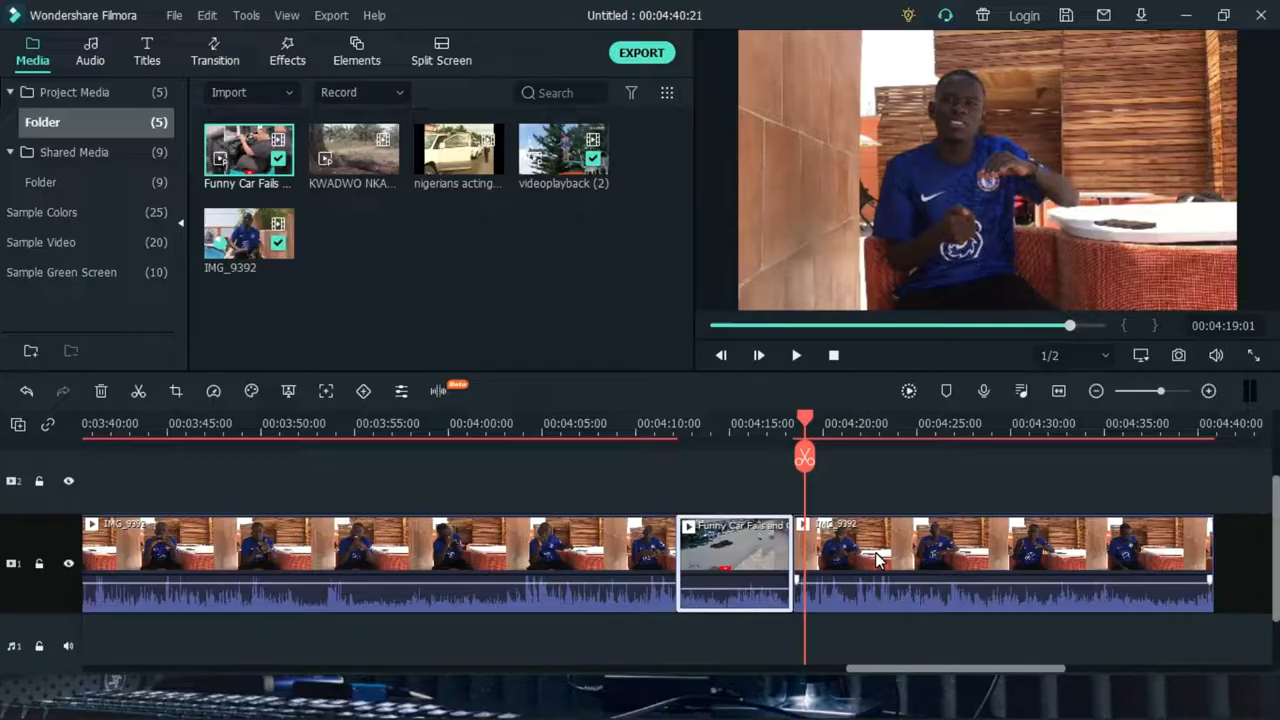 Wondershare Filmora File Edit Tools View Export Help Untitled : 00:04:40:21 Login
Media Audio Titles Transition Effects Elements Split Screen EXPORT
Project Media (5)
Folder (5)
Shared Media (9)
Folder (9)
Sample Colors (25)
Sample Video (20)
Sample Green Screen (10)
Import Record Search
Funny Car Fails ... KWADWO NKA... nigerians acting... videoplayback (2)
IMG_9392
00:04:19:01
1/2
Beta
0:03:40:00 00:03:45:00 00:03:50:00 00:03:55:00 00:04:00:00 00:04:05:00 00:04:10:00 00:04:15:00 00:04:20:00 00:04:25:00 00:04:30:00 00:04:35:00 00:04:40:00
2
IMG_9392 Funny Car Fails and IMG_9392
1
1